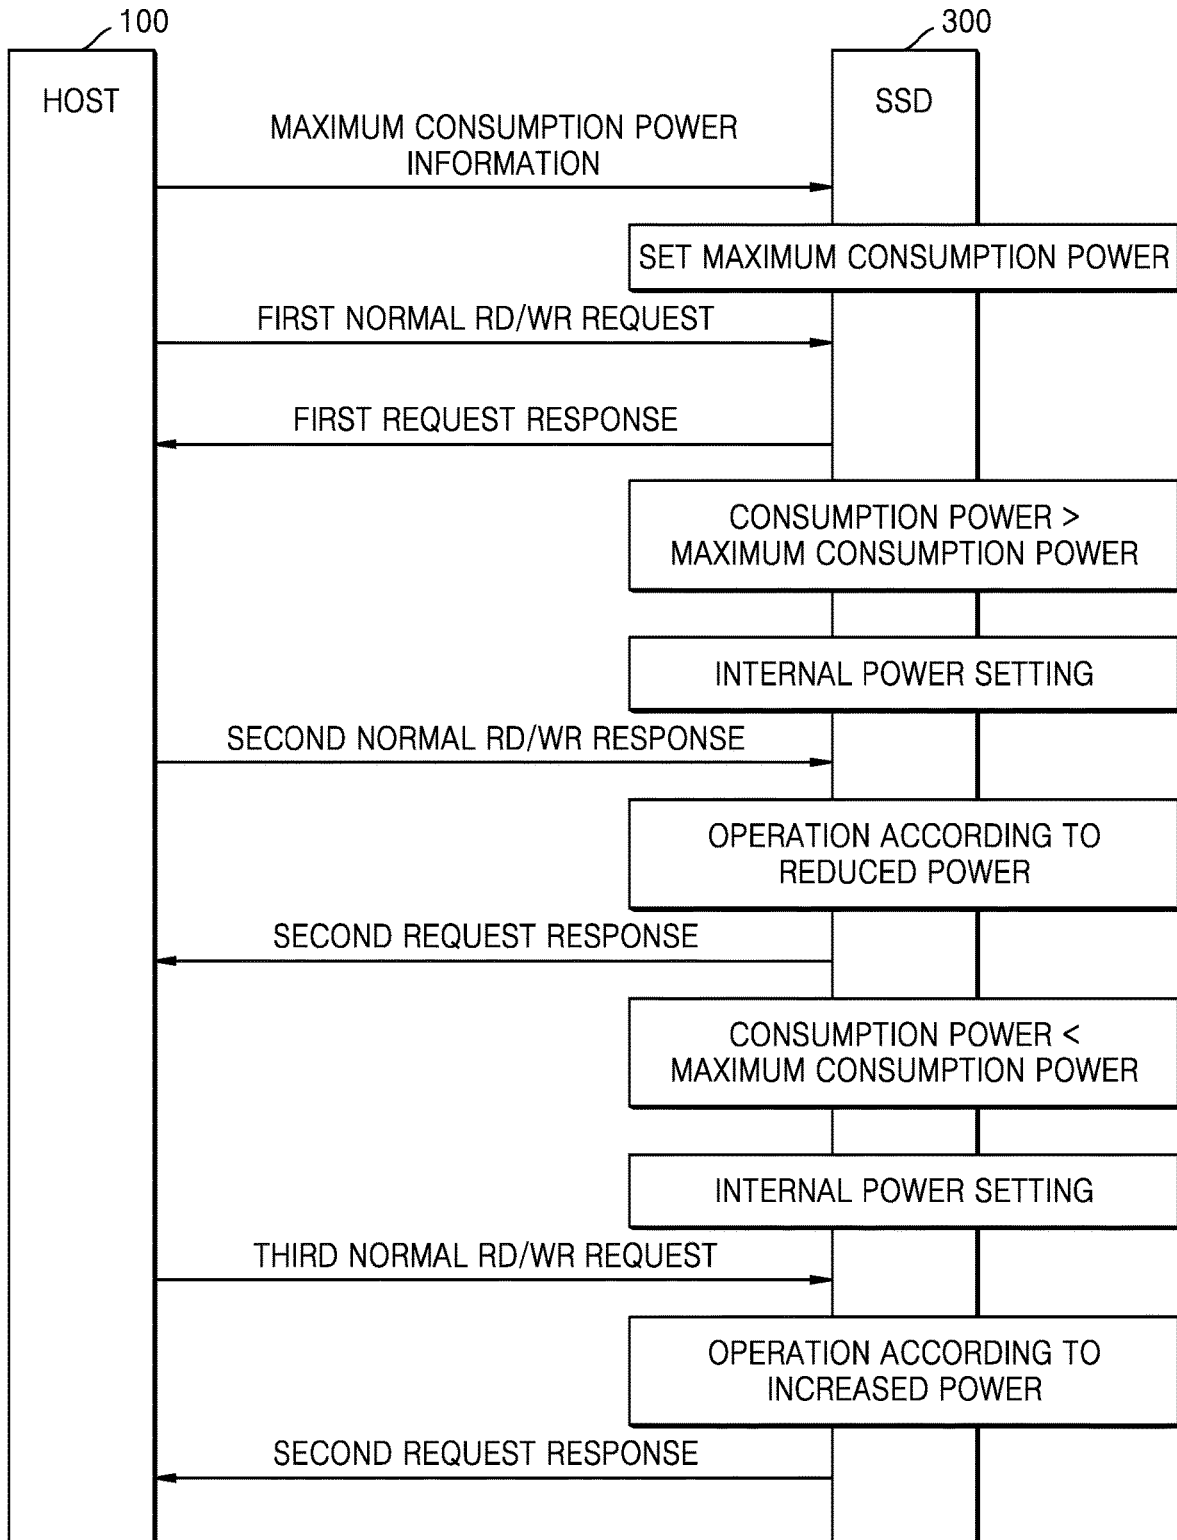 100
300
HOST
SSD
MAXIMUM CONSUMPTION POWER
INFORMATION
SET MAXIMUM CONSUMPTION POWER
FIRST NORMAL RD/WR REQUEST
FIRST REQUEST RESPONSE
CONSUMPTION POWER >
MAXIMUM CONSUMPTION POWER
INTERNAL POWER SETTING
SECOND NORMAL RD/WR RESPONSE
OPERATION ACCORDING TO
REDUCED POWER
SECOND REQUEST RESPONSE
CONSUMPTION POWER <
MAXIMUM CONSUMPTION POWER
INTERNAL POWER SETTING
THIRD NORMAL RD/WR REQUEST
OPERATION ACCORDING TO
INCREASED POWER
SECOND REQUEST RESPONSE